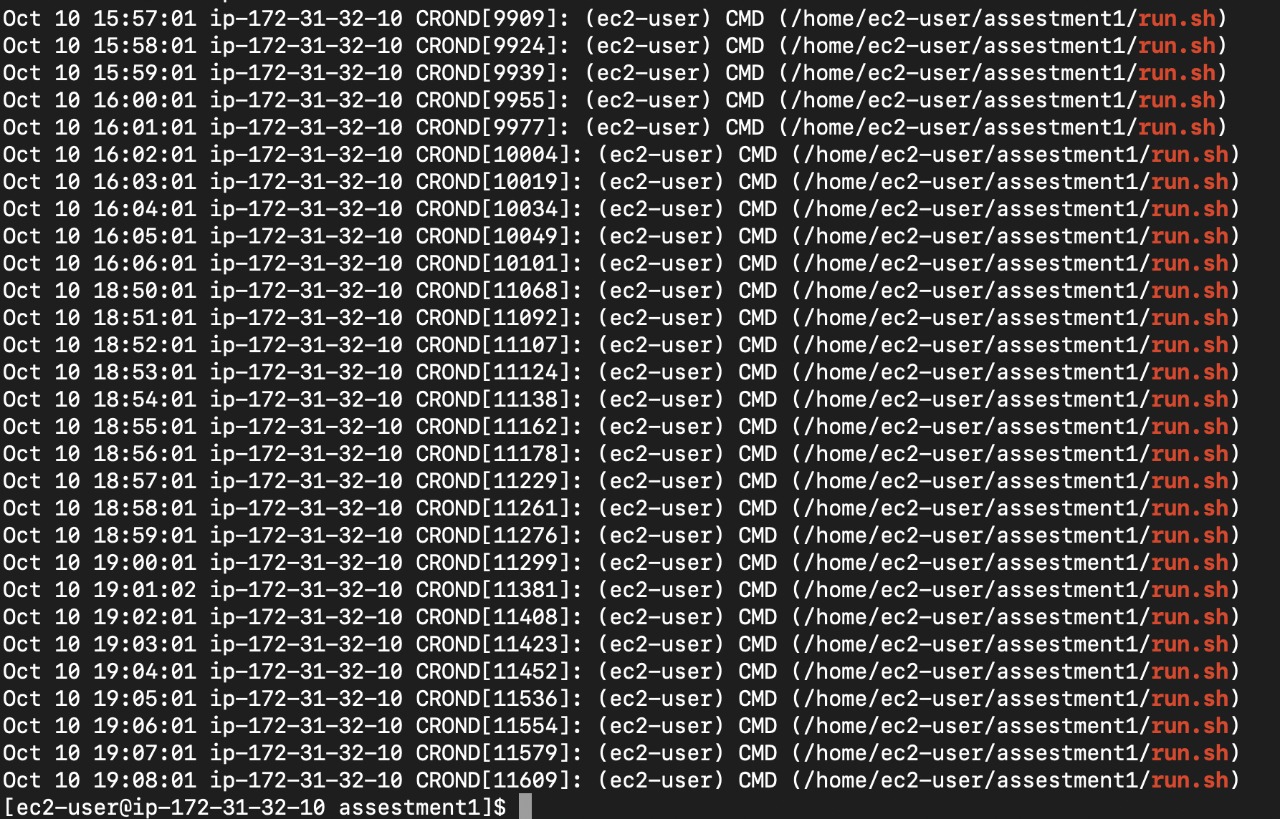 Oct 10 15:57:01 ip-172-31-32-10 CROND[9909]: (ec2-user) CMD (/home/ec2-user/assestment1/run.sh)
Oct 10 15:58:01 ip-172-31-32-10 CROND[9924]: (ec2-user) CMD (/home/ec2-user/assestment1/run.sh)
Oct 10 15:59:01 ip-172-31-32-10 CROND[9939]: (ec2-user) CMD (/home/ec2-user/assestment1/run.sh)
Oct 10 16:00:01 ip-172-31-32-10 CROND[9955]: (ec2-user) CMD (/home/ec2-user/assestment1/run.sh)
Oct 10 16:01:01 ip-172-31-32-10 CROND[9977]: (ec2-user) CMD (/home/ec2-user/assestment1/run.sh)
Oct 10 16:02:01 ip-172-31-32-10 CROND[10004]: (ec2-user) CMD (/home/ec2-user/assestment1/run.sh)
Oct 10 16:03:01 ip-172-31-32-10 CROND[10019]: (ec2-user) CMD (/home/ec2-user/assestment1/run.sh)
Oct 10 16:04:01 ip-172-31-32-10 CROND[10034]: (ec2-user) CMD (/home/ec2-user/assestment1/run.sh)
Oct 10 16:05:01 ip-172-31-32-10 CROND[10049]: (ec2-user) CMD (/home/ec2-user/assestment1/run.sh)
Oct 10 16:06:01 ip-172-31-32-10 CROND[10101]: (ec2-user) CMD (/home/ec2-user/assestment1/run.sh)
Oct 10 18:50:01 ip-172-31-32-10 CROND[11068]: (ec2-user) CMD (/home/ec2-user/assestment1/run.sh)
Oct 10 18:51:01 ip-172-31-32-10 CROND[11092]: (ec2-user) CMD (/home/ec2-user/assestment1/run.sh)
Oct 10 18:52:01 ip-172-31-32-10 CROND[11107]: (ec2-user) CMD (/home/ec2-user/assestment1/run.sh)
Oct 10 18:53:01 ip-172-31-32-10 CROND[11124]: (ec2-user) CMD (/home/ec2-user/assestment1/run.sh)
Oct 10 18:54:01 ip-172-31-32-10 CROND[11138]: (ec2-user) CMD (/home/ec2-user/assestment1/run.sh)
Oct 10 18:55:01 ip-172-31-32-10 CROND[11162]: (ec2-user) CMD (/home/ec2-user/assestment1/run.sh)
Oct 10 18:56:01 ip-172-31-32-10 CROND[11178]: (ec2-user) CMD (/home/ec2-user/assestment1/run.sh)
Oct 10 18:57:01 ip-172-31-32-10 CROND[11229]: (ec2-user) CMD (/home/ec2-user/assestment1/run.sh)
Oct 10 18:58:01 ip-172-31-32-10 CROND[11261]: (ec2-user) CMD (/home/ec2-user/assestment1/run.sh)
Oct 10 18:59:01 ip-172-31-32-10 CROND[11276]: (ec2-user) CMD (/home/ec2-user/assestment1/run.sh)
Oct 10 19:00:01 ip-172-31-32-10 CROND[11299]: (ec2-user) CMD (/home/ec2-user/assestment1/run.sh)
Oct 10 19:01:02 ip-172-31-32-10 CROND[11381]: (ec2-user) CMD (/home/ec2-user/assestment1/run.sh)
Oct 10 19:02:01 ip-172-31-32-10 CROND[11408]: (ec2-user) CMD (/home/ec2-user/assestment1/run.sh)
Oct 10 19:03:01 ip-172-31-32-10 CROND[11423]: (ec2-user) CMD (/home/ec2-user/assestment1/run.sh)
Oct 10 19:04:01 ip-172-31-32-10 CROND[11452]: (ec2-user) CMD (/home/ec2-user/assestment1/run.sh)
Oct 10 19:05:01 ip-172-31-32-10 CROND[11536]: (ec2-user) CMD (/home/ec2-user/assestment1/run.sh)
Oct 10 19:06:01 ip-172-31-32-10 CROND[11554]: (ec2-user) CMD (/home/ec2-user/assestment1/run.sh)
Oct 10 19:07:01 ip-172-31-32-10 CROND[11579]: (ec2-user) CMD (/home/ec2-user/assestment1/run.sh)
Oct 10 19:08:01 ip-172-31-32-10 CROND[11609]: (ec2-user) CMD (/home/ec2-user/assestment1/run.sh)
[ec2-user@ip-172-31-32-10 assestment1]$